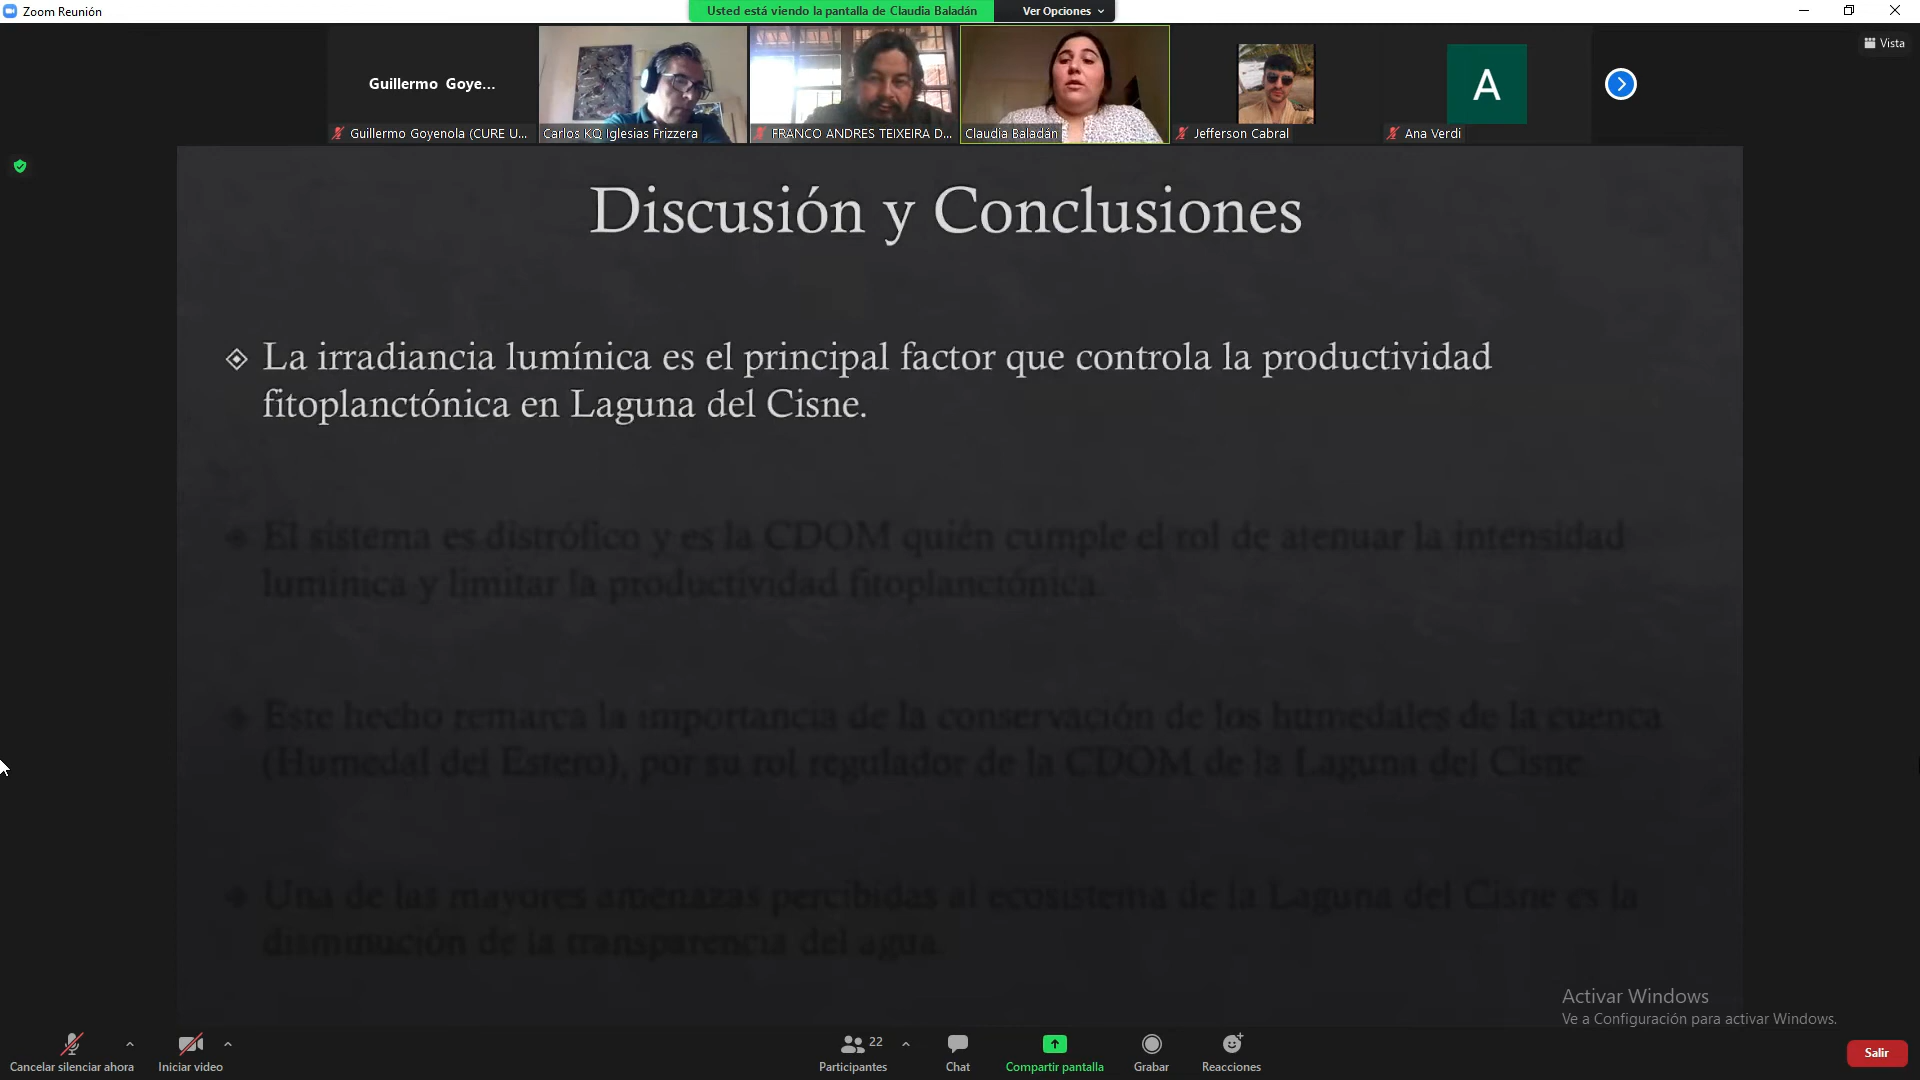 Zoom Reunión
Usted está viendo la pantalla de Claudia Baladán
Ver Opciones
Vista
Guillermo Goye...
Guillermo Goyenola (CURE U...
Carlos KQ Iglesias Frizzera
FRANCO ANDRES TEIXEIRA D...
Claudia Baladán
Jefferson Cabral
A
Ana Verdi
Discusión y Conclusiones
La irradiancia lumínica es el principal factor que controla la productividad
fitoplanctónica en Laguna del Cisne.
El sistema es distrófico y es la CDOM quién cumple el rol de atenuar la intensidad
lumínica y limitar la productividad fitoplanctónica.
Este hecho remarca la importancia de la conservación de los humedales de la cuenca
(Humedal del Estero), por su rol regulador de la CDOM de la Laguna del Cisne.
Una de las mayores amenazas percibidas al ecosistema de la Laguna del Cisne es la
disminución de la transparencia del agua.
Activar Windows
Ve a Configuración para activar Windows.
Cancelar silenciar ahora
Iniciar video
22
Participantes
Chat
Compartir pantalla
Grabar
Reacciones
Salir